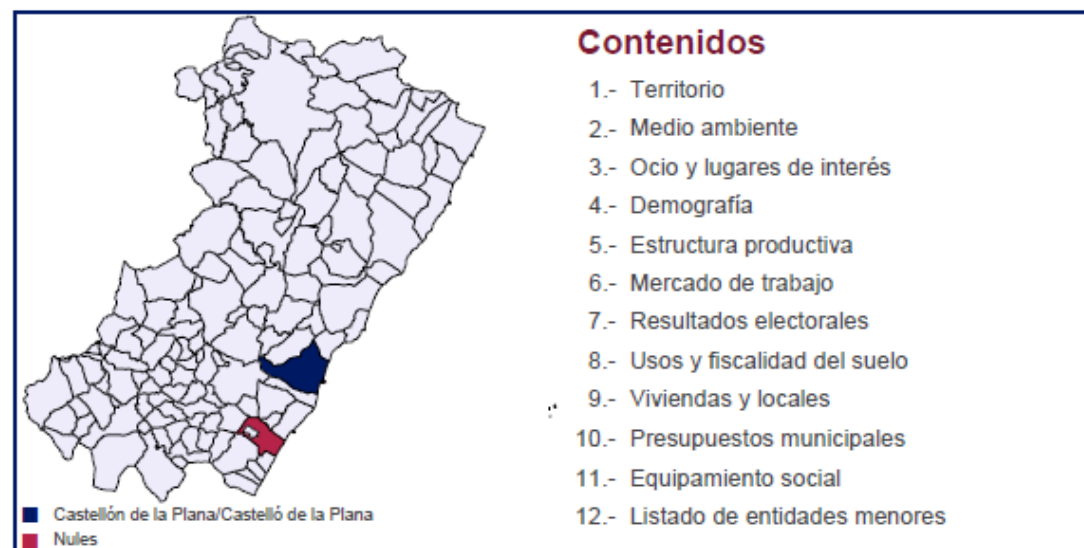 Contenidos
1.- Territorio
2.- Medio ambiente
3.- Ocio y lugares de interés
4.- Demografía
5.- Estructura productiva
6.- Mercado de trabajo
7.- Resultados electorales
8.- Usos y fiscalidad del suelo
9.- Viviendas y locales
10.- Presupuestos municipales
11.- Equipamiento social
12.- Listado de entidades menores
Castellón de la Plana/Castelló de la Plana
Nules